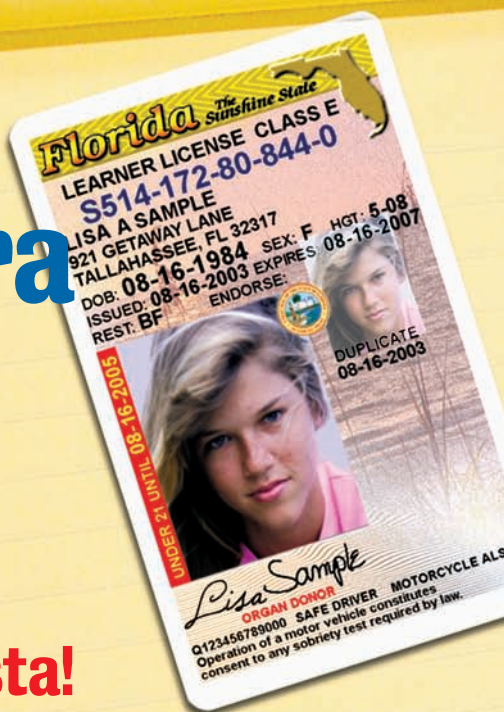 Florida The Sunshine State
LEARNER LICENSE CLASS E
S514-172-80-844-0
LISA A SAMPLE
921 GETAWAY LANE
TALLAHASSEE, FL 32317
DOB: 08-16-1984 SEX: F HGT: 5-08
ISSUED: 08-16-2003 EXPIRES 08-16-2007
REST: BF ENDORSE:
DUPLICATE
08-16-2003
UNDER 21 UNTIL 08-16-2005
Lisa Sample
ORGAN DONOR
Q123456789000 SAFE DRIVER MOTORCYCLE ALS
Operation of a motor vehicle constitutes
consent to any sobriety test required by law.
ra
sta!